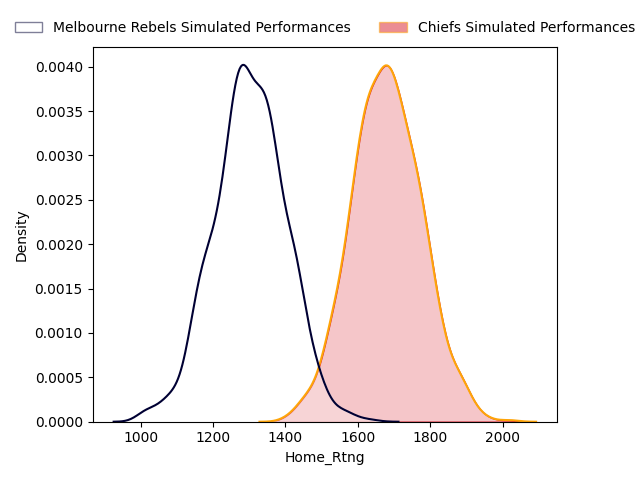 Melbourne Rebels Simulated Performances Chiefs Simulated Performances
0.0040
0.0035
0.0030
0.0025
0.0020
0.0015
0.0010
0.0005
0.0000
Density
1000 1200 1400 1600 1800 2000
Home_Rtng